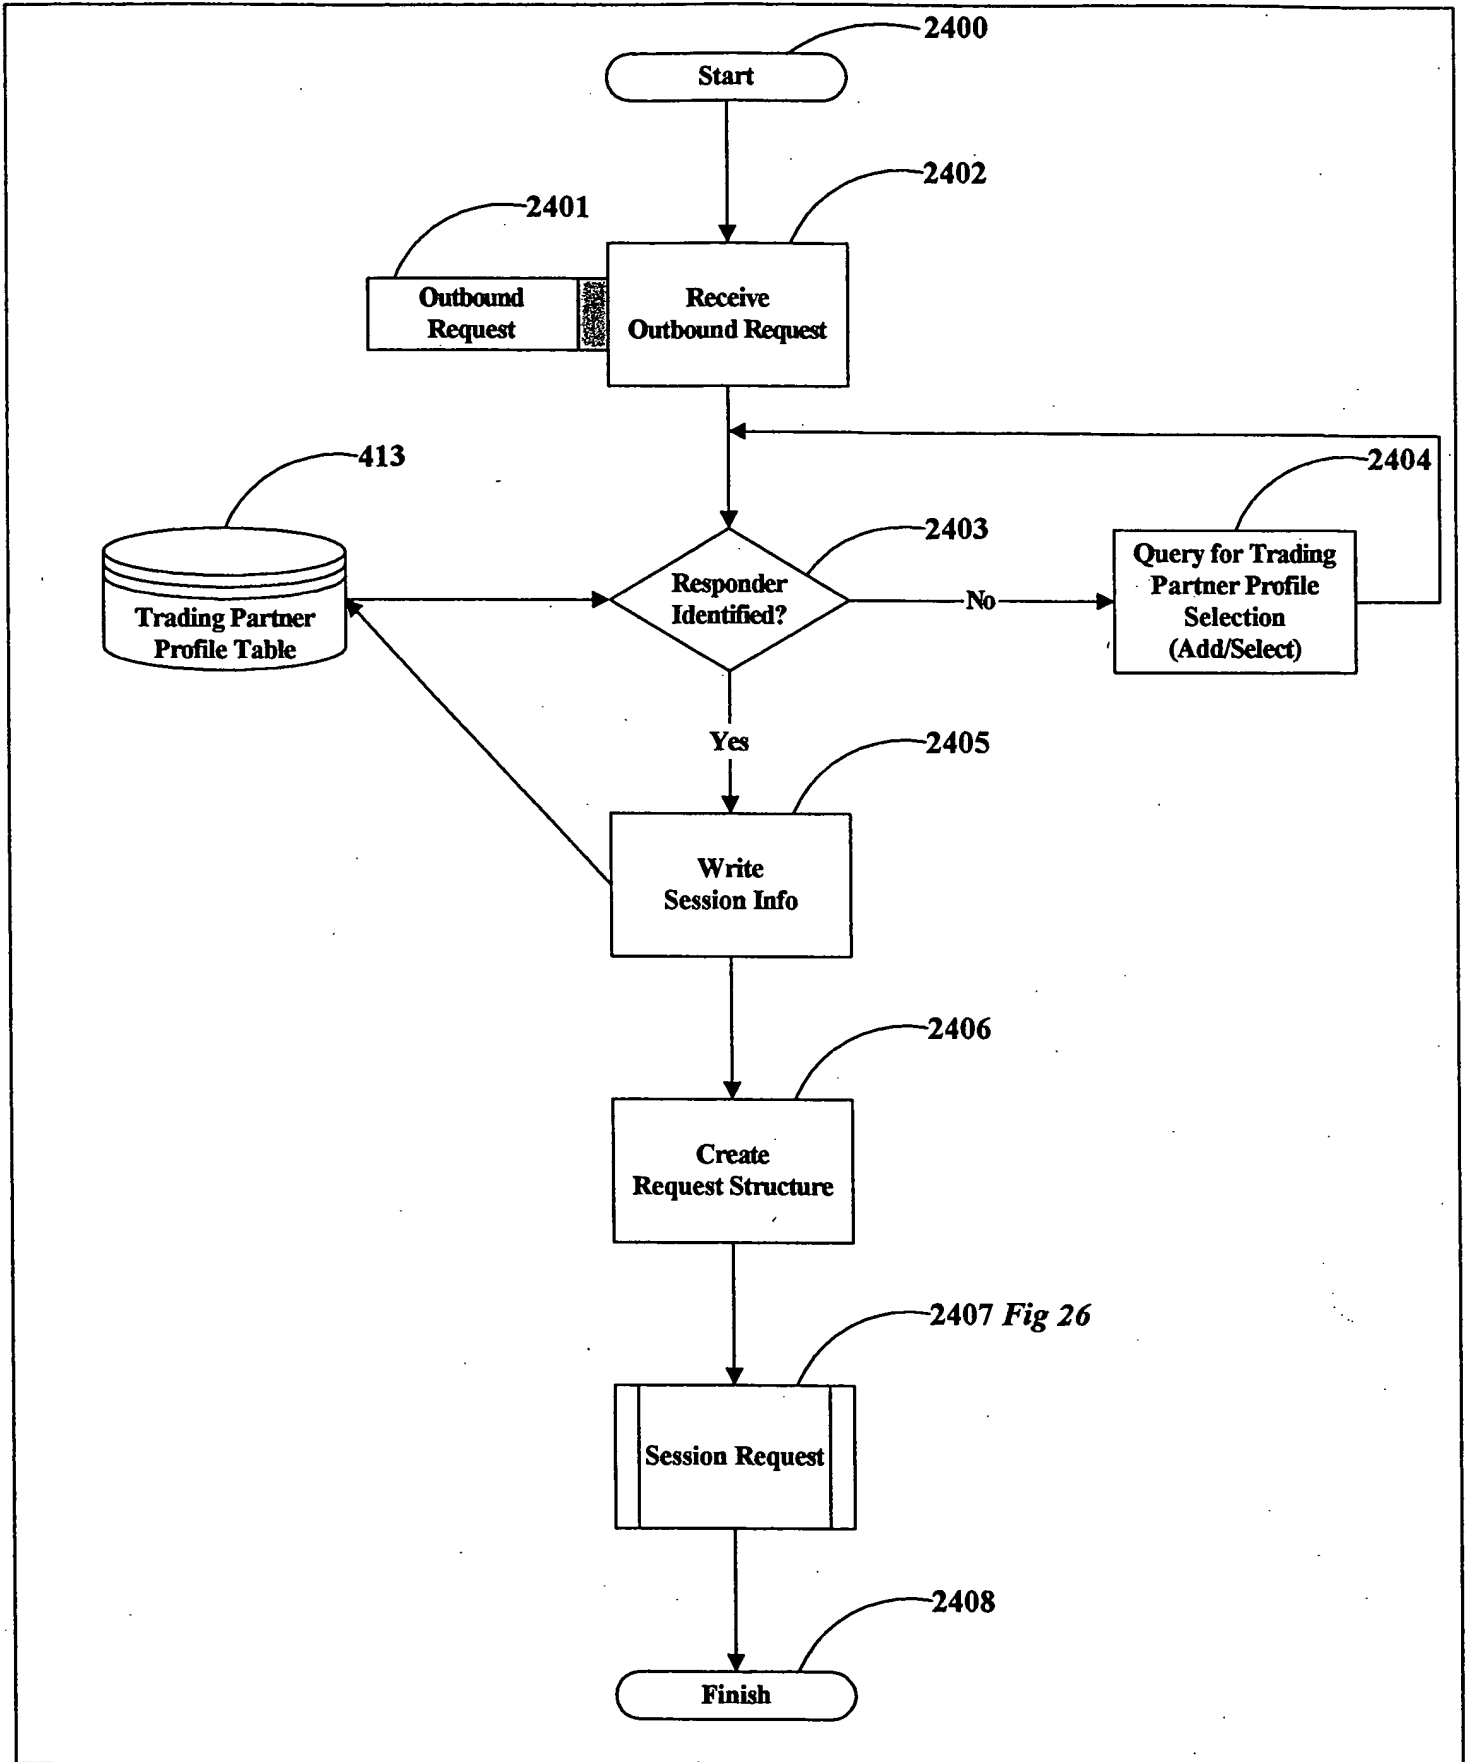 2400
Start
2402
2401
Outbound
Request
Receive
Outbound Request
413
2404
2403
Trading Partner
Profile Table
Responder
Identified?
No
Query for Trading
Partner Profile
Selection
(Add/Select)
Yes
2405
Write
Session Info
2406
Create
Request Structure
2407 Fig 26
Session Request
2408
Finish